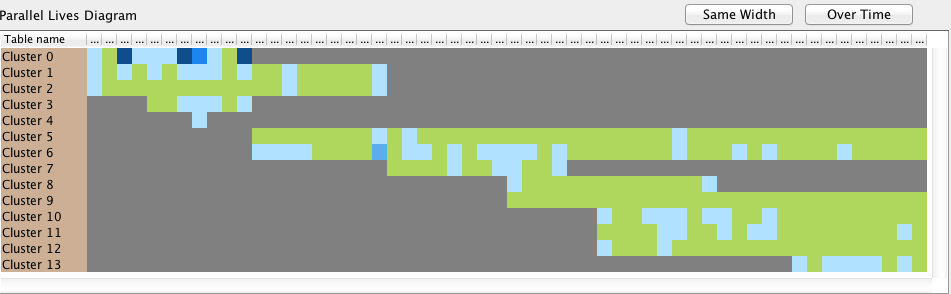 Parallel Lives Diagram
Same Width
Over Time
Table name ... ... ... ... ... ... ... ... ... ... ... ... ... ... ... ... ... ... ... ... ... ... ... ... ... ... ... ... ... ... ... ... ... ... ... ... ... ... ... ... ... ... ... ... ... ... ... ... ... ... ... ... ... ... ... ...
Cluster 0
Cluster 1
Cluster 2
Cluster 3
Cluster 4
Cluster 5
Cluster 6
Cluster 7
Cluster 8
Cluster 9
Cluster 10
Cluster 11
Cluster 12
Cluster 13